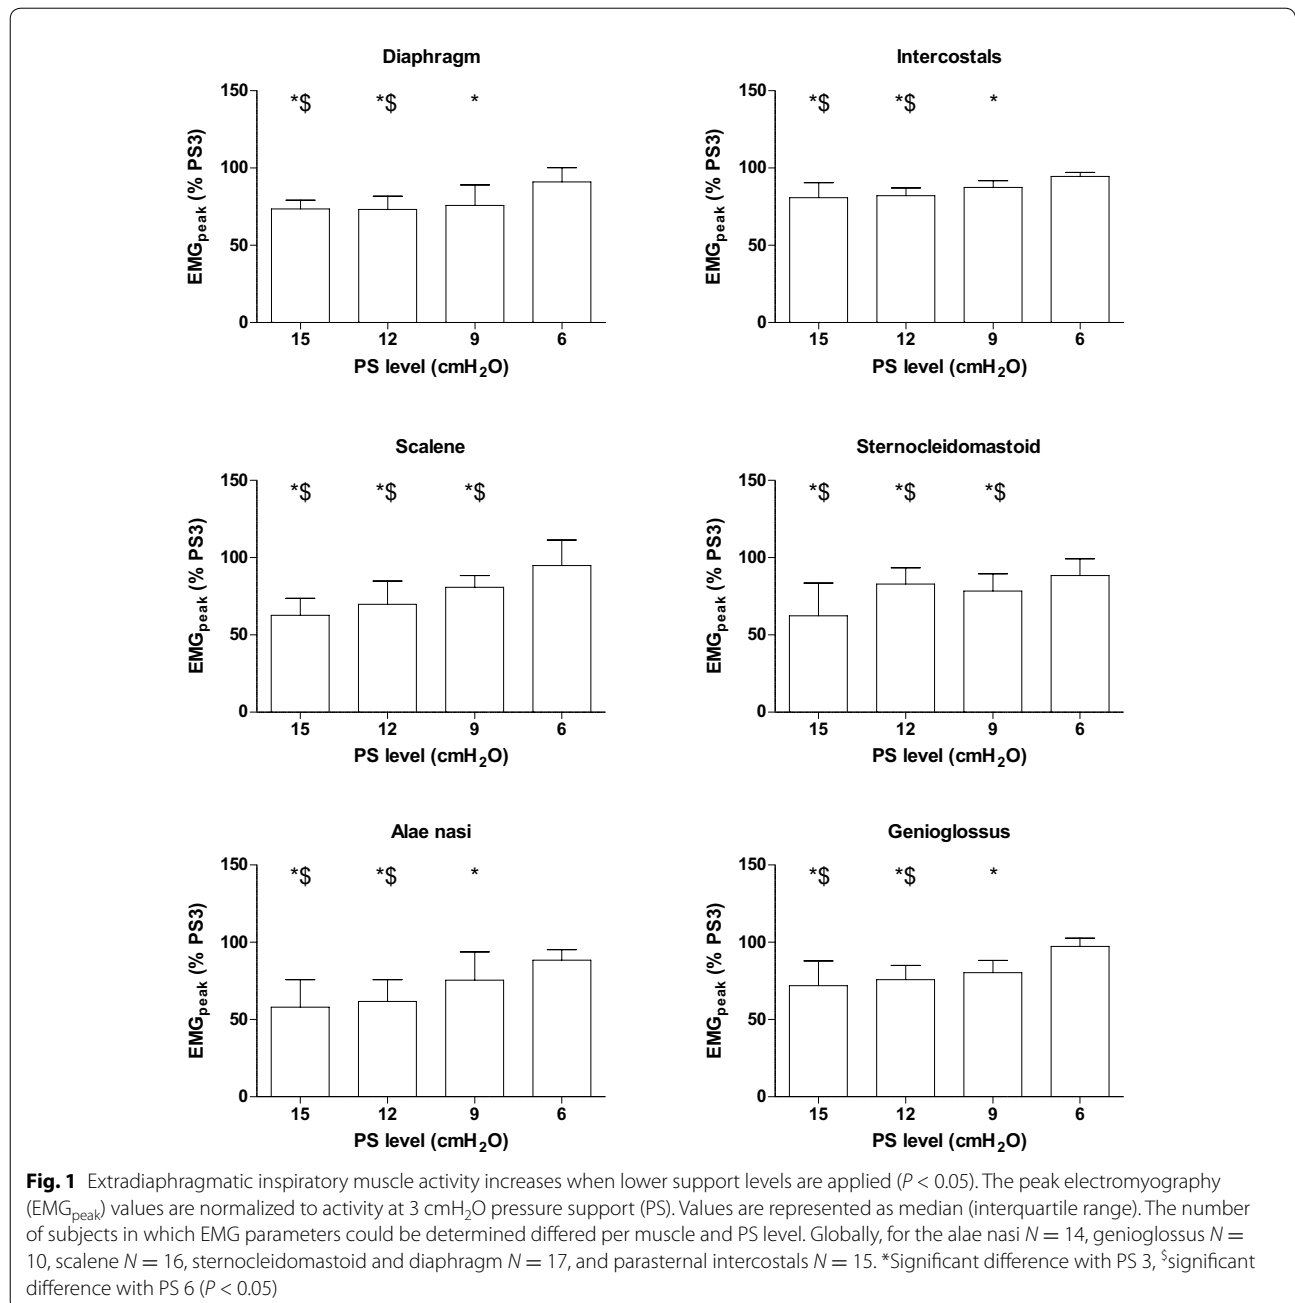 Diaphragm
150
100
50
0
EMGpeak (% PS3)
*$ *$ *
15 12 9 6
PS level (cmH2O)
Intercostals
150
100
50
0
EMGpeak (% PS3)
*$ *$ *
15 12 9 6
PS level (cmH2O)
Scalene
150
100
50
0
EMGpeak (% PS3)
*$ *$ *$
15 12 9 6
PS level (cmH2O)
Sternocleidomastoid
150
100
50
0
EMGpeak (% PS3)
*$ *$ *$
15 12 9 6
PS level (cmH2O)
Alae nasi
150
100
50
0
EMGpeak (% PS3)
*$ *$ *
15 12 9 6
PS level (cmH2O)
Genioglossus
150
100
50
0
EMGpeak (% PS3)
*$ *$ *
15 12 9 6
PS level (cmH2O)
Fig. 1 Extradiaphragmatic inspiratory muscle activity increases when lower support levels are applied (P < 0.05). The peak electromyography
(EMGpeak) values are normalized to activity at 3 cmH2O pressure support (PS). Values are represented as median (interquartile range). The number
of subjects in which EMG parameters could be determined differed per muscle and PS level. Globally, for the alae nasi N = 14, genioglossus N =
10, scalene N = 16, sternocleidomastoid and diaphragm N = 17, and parasternal intercostals N = 15. *Significant difference with PS 3, $significant
difference with PS 6 (P < 0.05)